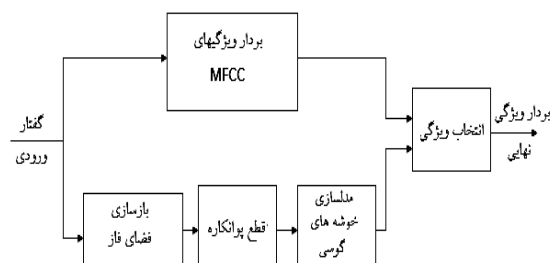 بردار ویژگیهای
MFCC
گفتار
ورودی
انتخاب ویژگی
بردار ویژگی
نهایی
بازسازی
فضای فاز
قطع پوانکاره
مدلسازی
خوشه های
گوسی